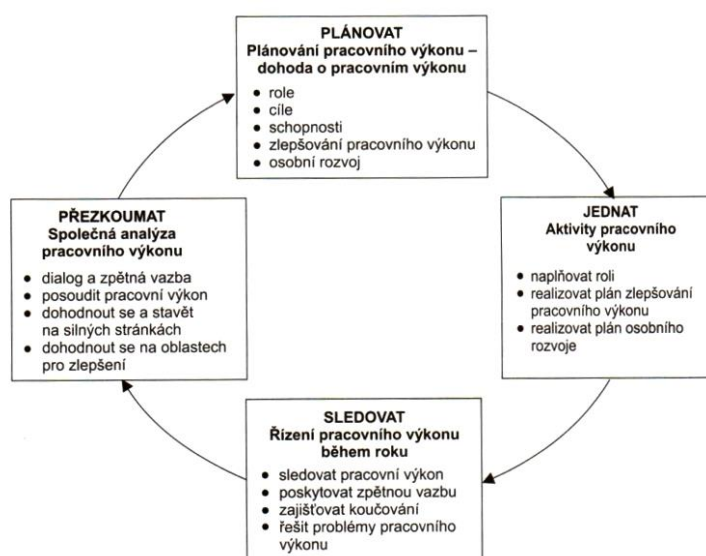 PLÁNOVAT
Plánování pracovního výkonu –
dohoda o pracovním výkonu
● role
● cíle
● schopnosti
● zlepšování pracovního výkonu
● osobní rozvoj
JEDNAT
Aktivity pracovního
výkonu
● naplňovat roli
● realizovat plán zlepšování
pracovního výkonu
● realizovat plán osobního
rozvoje
SLEDOVAT
Řízení pracovního výkonu
během roku
● sledovat pracovní výkon
● poskytovat zpětnou vazbu
● zajišťovat koučování
● řešit problémy pracovního
výkonu
PŘEZKOUMAT
Společná analýza
pracovního výkonu
● dialog a zpětná vazba
● posoudit pracovní výkon
● dohodnout se a stavět
na silných stránkách
● dohodnout se na oblastech
pro zlepšení